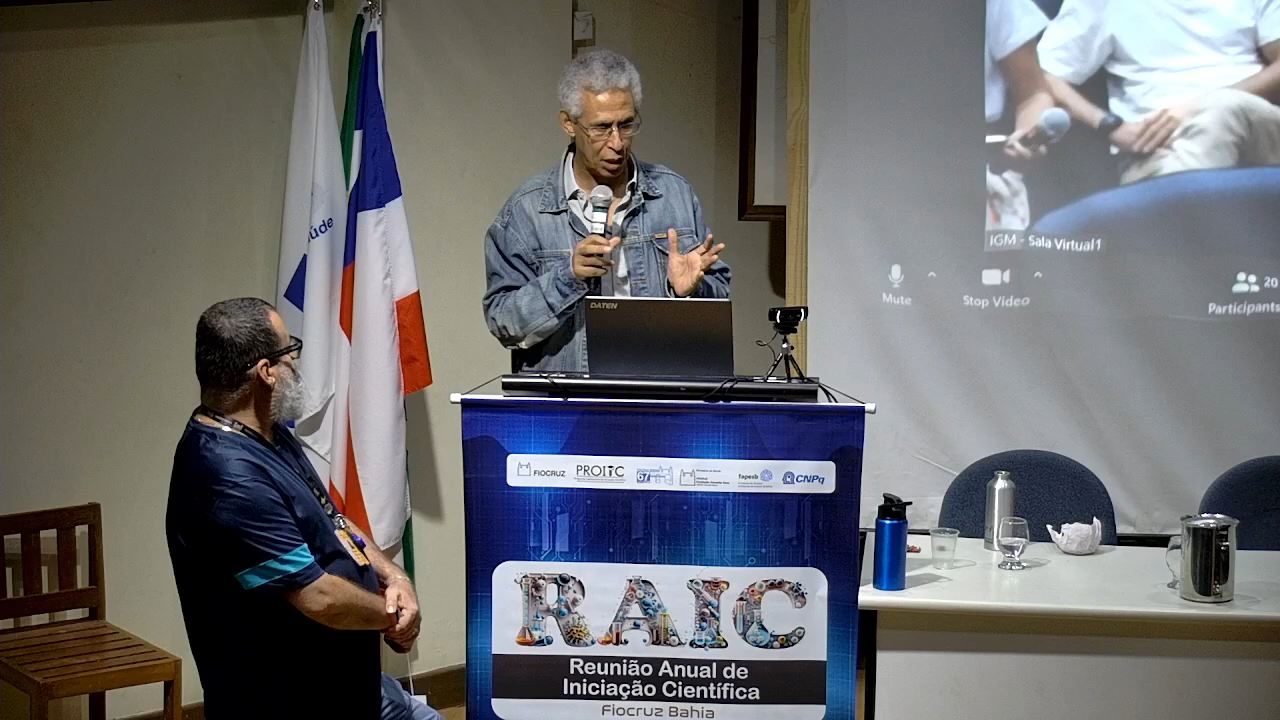 úde
DATEN
IGM - Sala Virtual1
Mute
Stop Video
20
Participants
FIOCRUZ
PROIIC
fapesb
CNPq
RAIC
Reunião Anual de
Iniciação Científica
Fiocruz Bahia